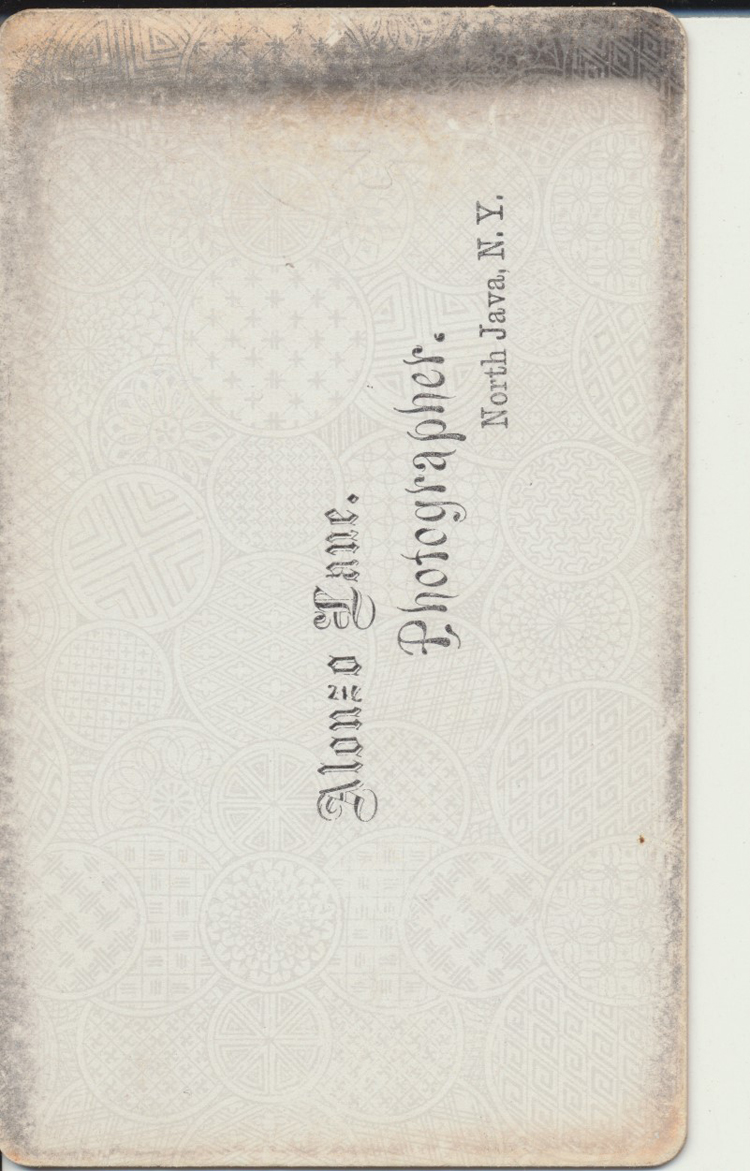 Alonzo Lane.
Photographer.
North Java, N. Y.